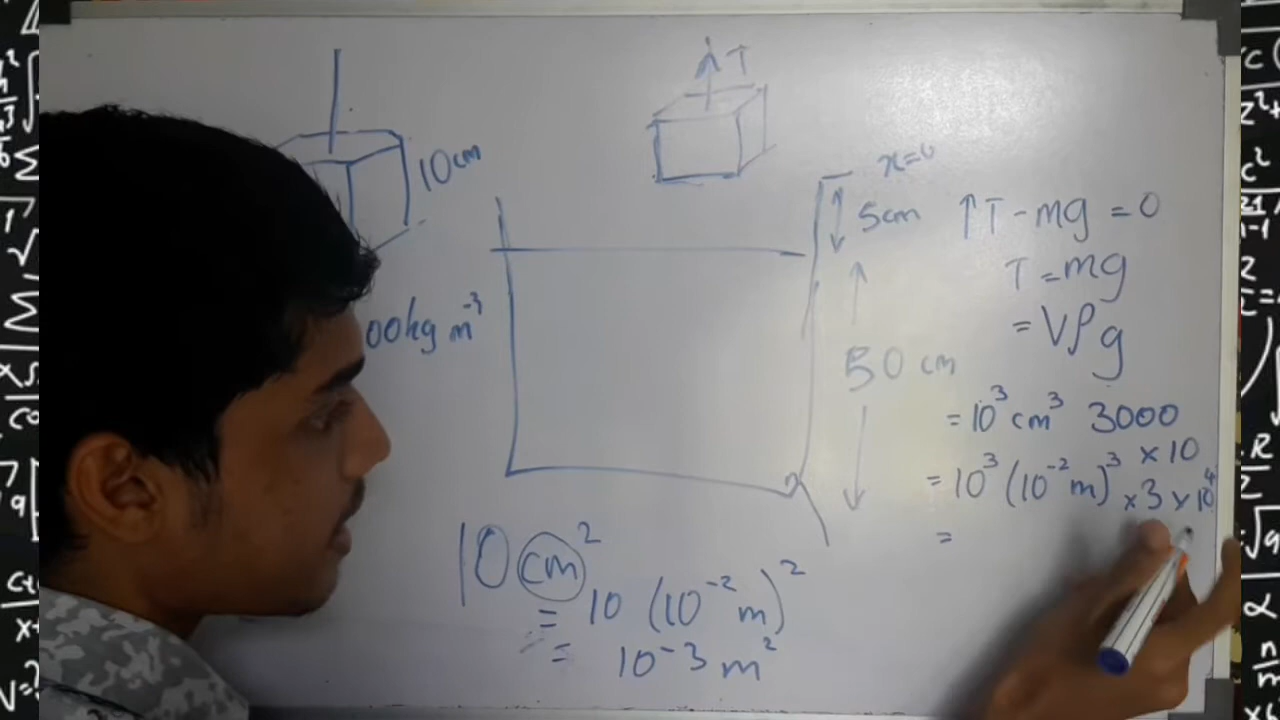 T
10cm
x=0
5cm
↑T - mg = 0
T = mg
= Vρg
00kg m⁻³
50 cm
= 10³ cm³ 3000
× 10
= 10³ (10⁻² m)³ × 3 × 10⁴
=
10 cm²
= 10 (10⁻² m)²
= 10⁻³ m²